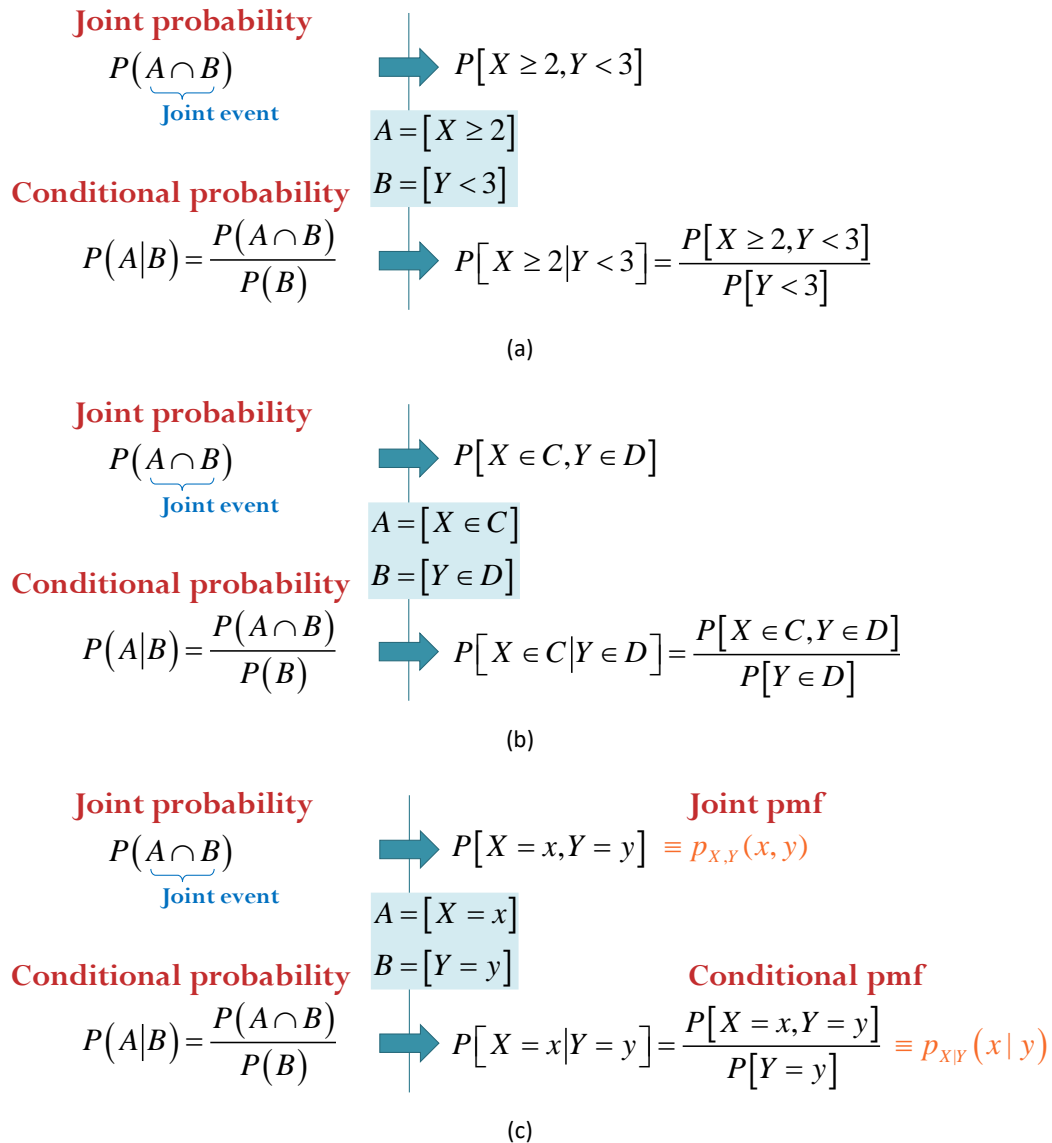 Joint probability
P(A ∩ B) P[X ≥ 2, Y < 3]
Joint event
A = [X ≥ 2]
B = [Y < 3]
Conditional probability
P(A|B) = P(A ∩ B) / P(B) P[X ≥ 2|Y < 3] = P[X ≥ 2, Y < 3] / P[Y < 3]
(a)
Joint probability
P(A ∩ B) P[X ∈ C, Y ∈ D]
Joint event
A = [X ∈ C]
B = [Y ∈ D]
Conditional probability
P(A|B) = P(A ∩ B) / P(B) P[X ∈ C|Y ∈ D] = P[X ∈ C, Y ∈ D] / P[Y ∈ D]
(b)
Joint probability Joint pmf
P(A ∩ B) P[X = x, Y = y] ≡ p_{X,Y}(x, y)
Joint event
A = [X = x]
B = [Y = y]
Conditional probability Conditional pmf
P(A|B) = P(A ∩ B) / P(B) P[X = x|Y = y] = P[X = x, Y = y] / P[Y = y] ≡ p_{X|Y}(x | y)
(c)